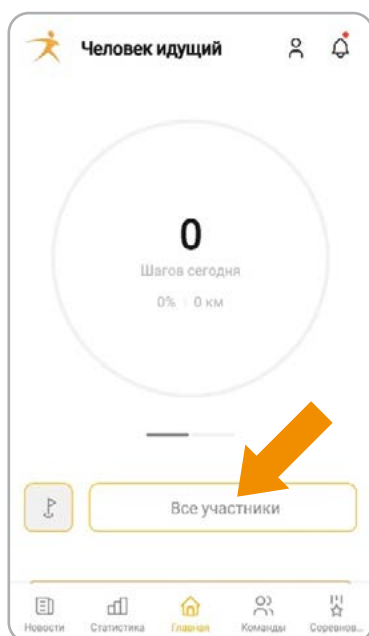 Человек идущий
0
Шагов сегодня
0% | 0 км
Все участники
Новости Статистика Главная Команды Соревнов...